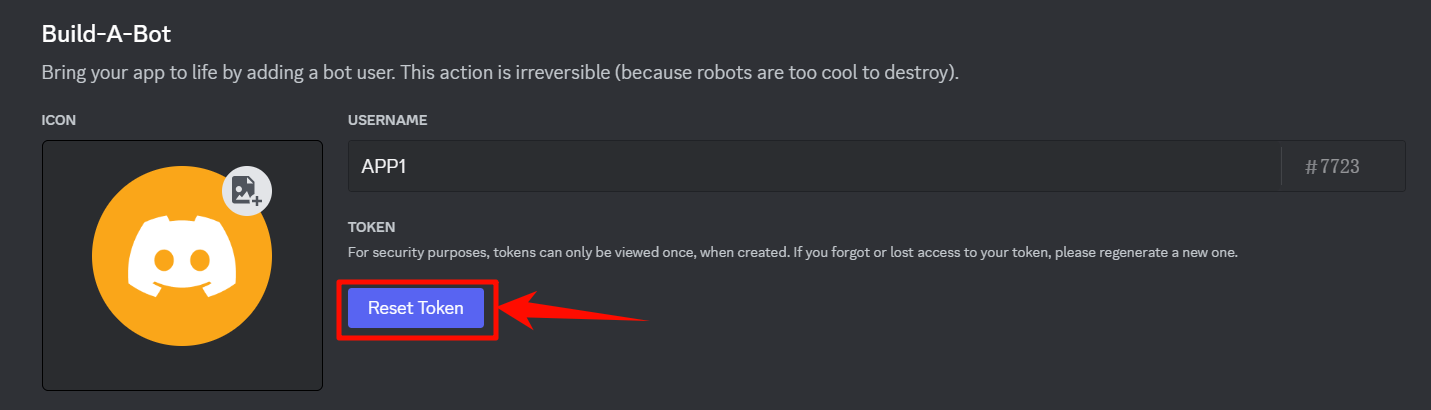 Build-A-Bot
Bring your app to life by adding a bot user. This action is irreversible (because robots are too cool to destroy).
ICON
USERNAME
APP1
#7723
TOKEN
For security purposes, tokens can only be viewed once, when created. If you forgot or lost access to your token, please regenerate a new one.
Reset Token